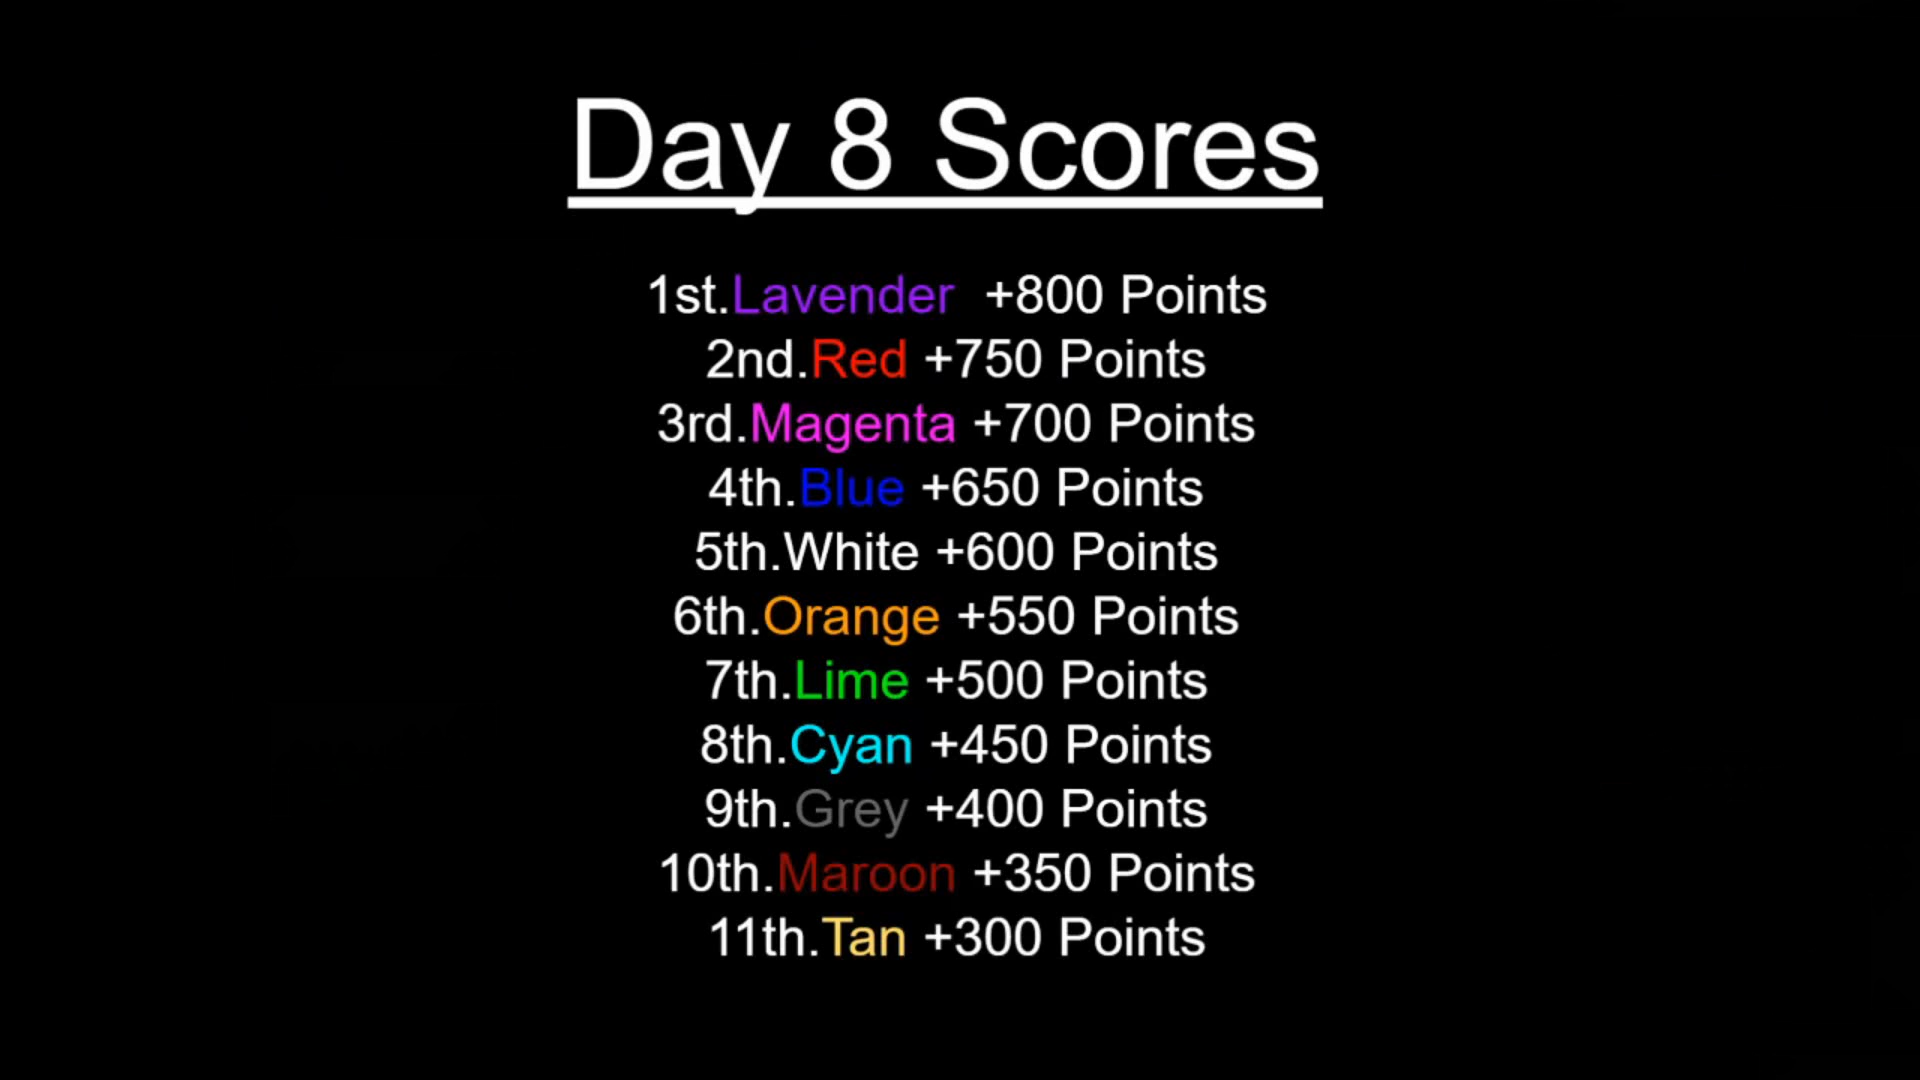 Day 8 Scores
1st.Lavender  +800 Points
2nd.Red +750 Points
3rd.Magenta +700 Points
4th.Blue +650 Points
5th.White +600 Points
6th.Orange +550 Points
7th.Lime +500 Points
8th.Cyan +450 Points
9th.Grey +400 Points
10th.Maroon +350 Points
11th.Tan +300 Points